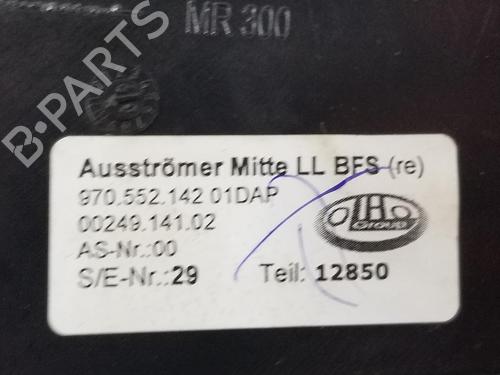 MR 300
B-PARTS
Ausströmer Mitte LL BFS (re)
970.552.142 01DAP
00249.141.02
AS-Nr.:00
S/E-Nr.:29 Teil: 12850
Group